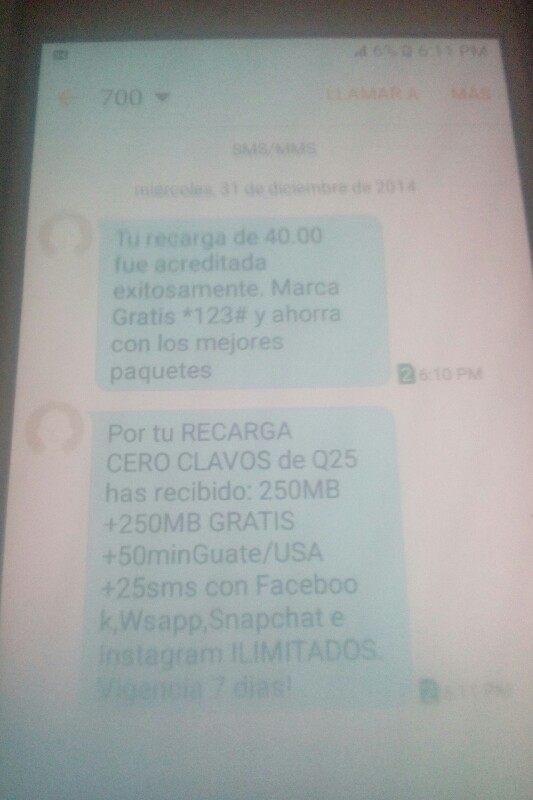 6% 6:11 PM
700
LLAMAR A
MÁS
SMS/MMS
miércoles, 31 de diciembre de 2014
Tu recarga de 40.00
fue acreditada
exitosamente. Marca
Gratis *123# y ahorra
con los mejores
paquetes
2 6:10 PM
Por tu RECARGA
CERO CLAVOS de Q25
has recibido: 250MB
+250MB GRATIS
+50minGuate/USA
+25sms con Faceboo
k,Wsapp,Snapchat e
Instagram ILIMITADOS.
Vigencia 7 dias!
2 6:11 PM